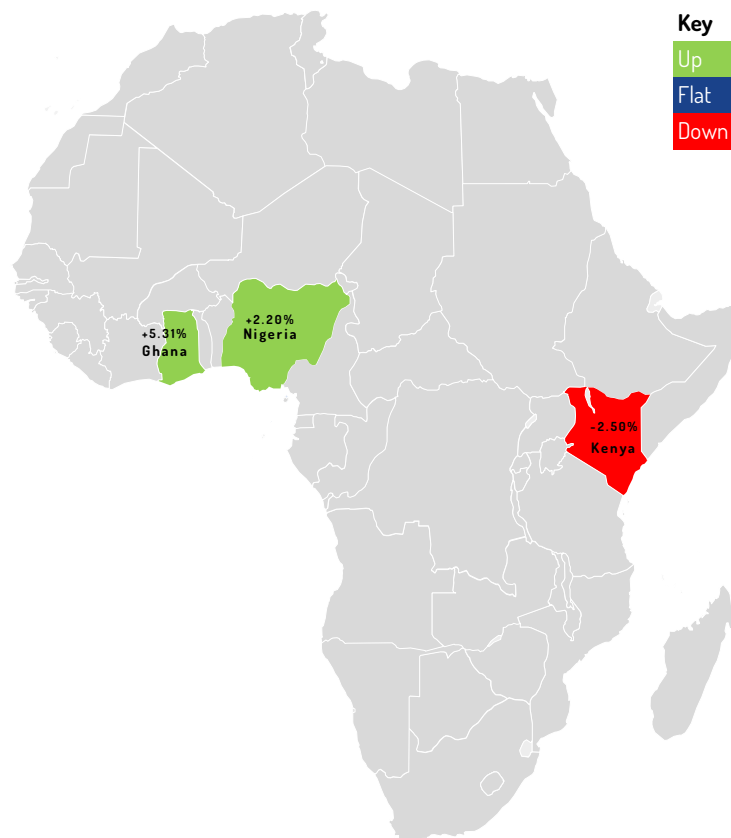 Key
Up
Flat
Down
+5.31%
Ghana
+2.20%
Nigeria
-2.50%
Kenya